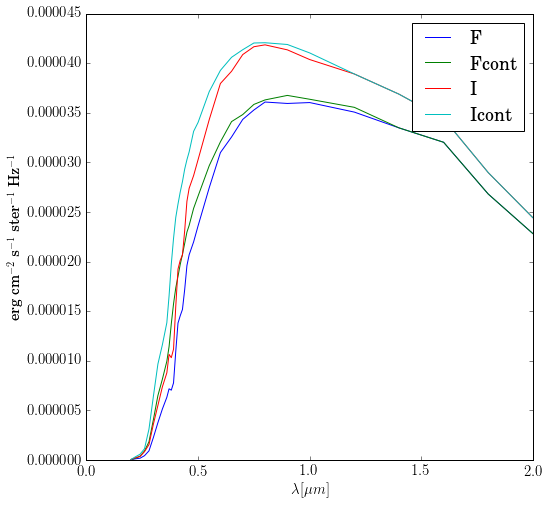 0.000045
0.000040
0.000035
0.000030
0.000025
0.000020
0.000015
0.000010
0.000005
0.000000
erg cm⁻² s⁻¹ ster⁻¹ Hz⁻¹
F
Fcont
I
Icont
0.0 0.5 1.0 1.5 2.0
λ[μm]